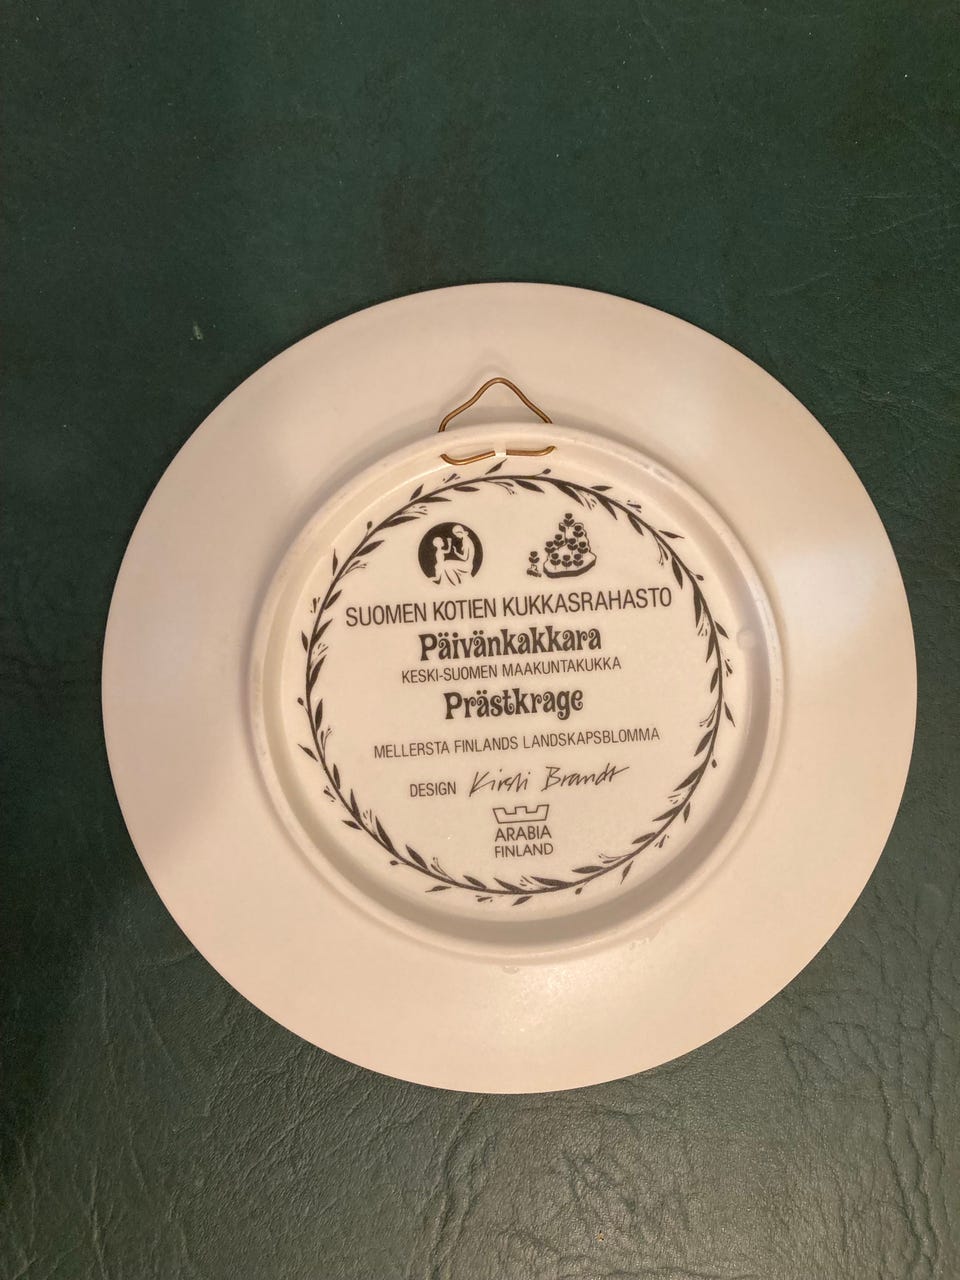 SUOMEN KOTIEN KUKKASRAHASTO
Päivänkakkara
KESKI-SUOMEN MAAKUNTAKUKKA
Prästkrage
MELLERSTA FINLANDS LANDSKAPSBLOMMA
DESIGN Kirsti Brandt
ARABIA
FINLAND